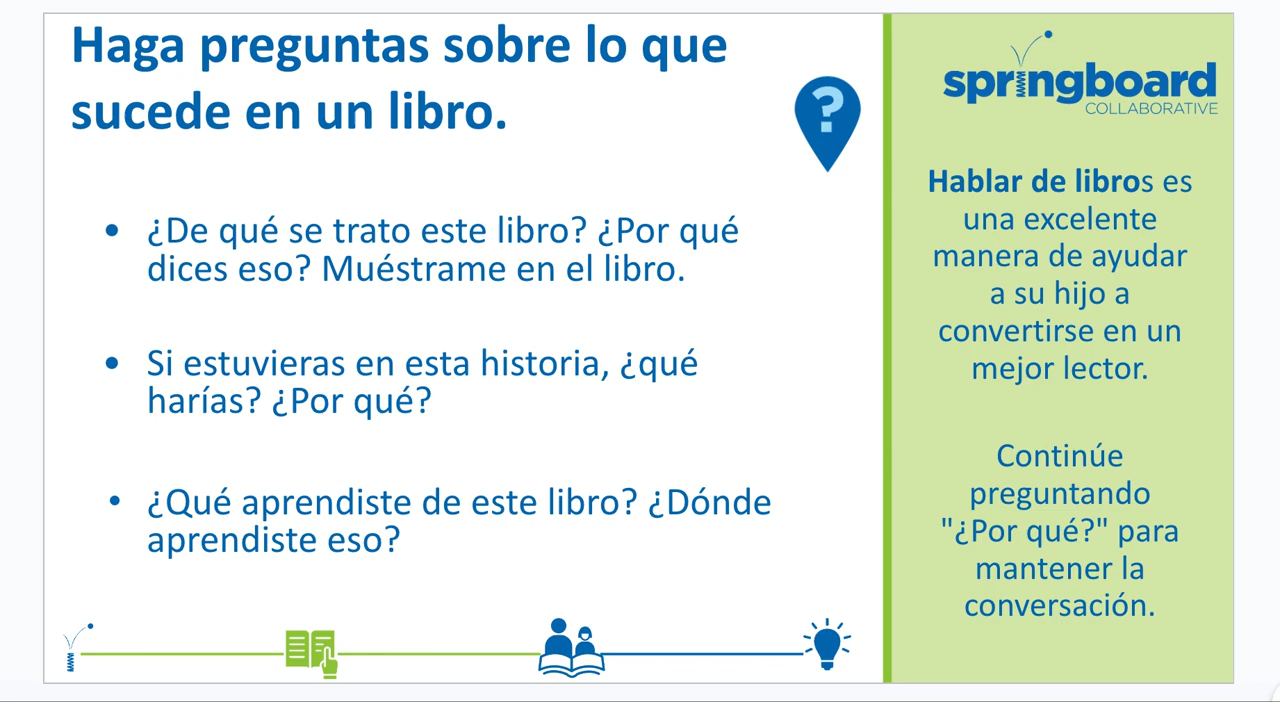 Haga preguntas sobre lo que
sucede en un libro.
?
• ¿De qué se trato este libro? ¿Por qué
dices eso? Muéstrame en el libro.
• Si estuvieras en esta historia, ¿qué
harías? ¿Por qué?
• ¿Qué aprendiste de este libro? ¿Dónde
aprendiste eso?
springboard
COLLABORATIVE
Hablar de libros es
una excelente
manera de ayudar
a su hijo a
convertirse en un
mejor lector.
Continúe
preguntando
"¿Por qué?" para
mantener la
conversación.